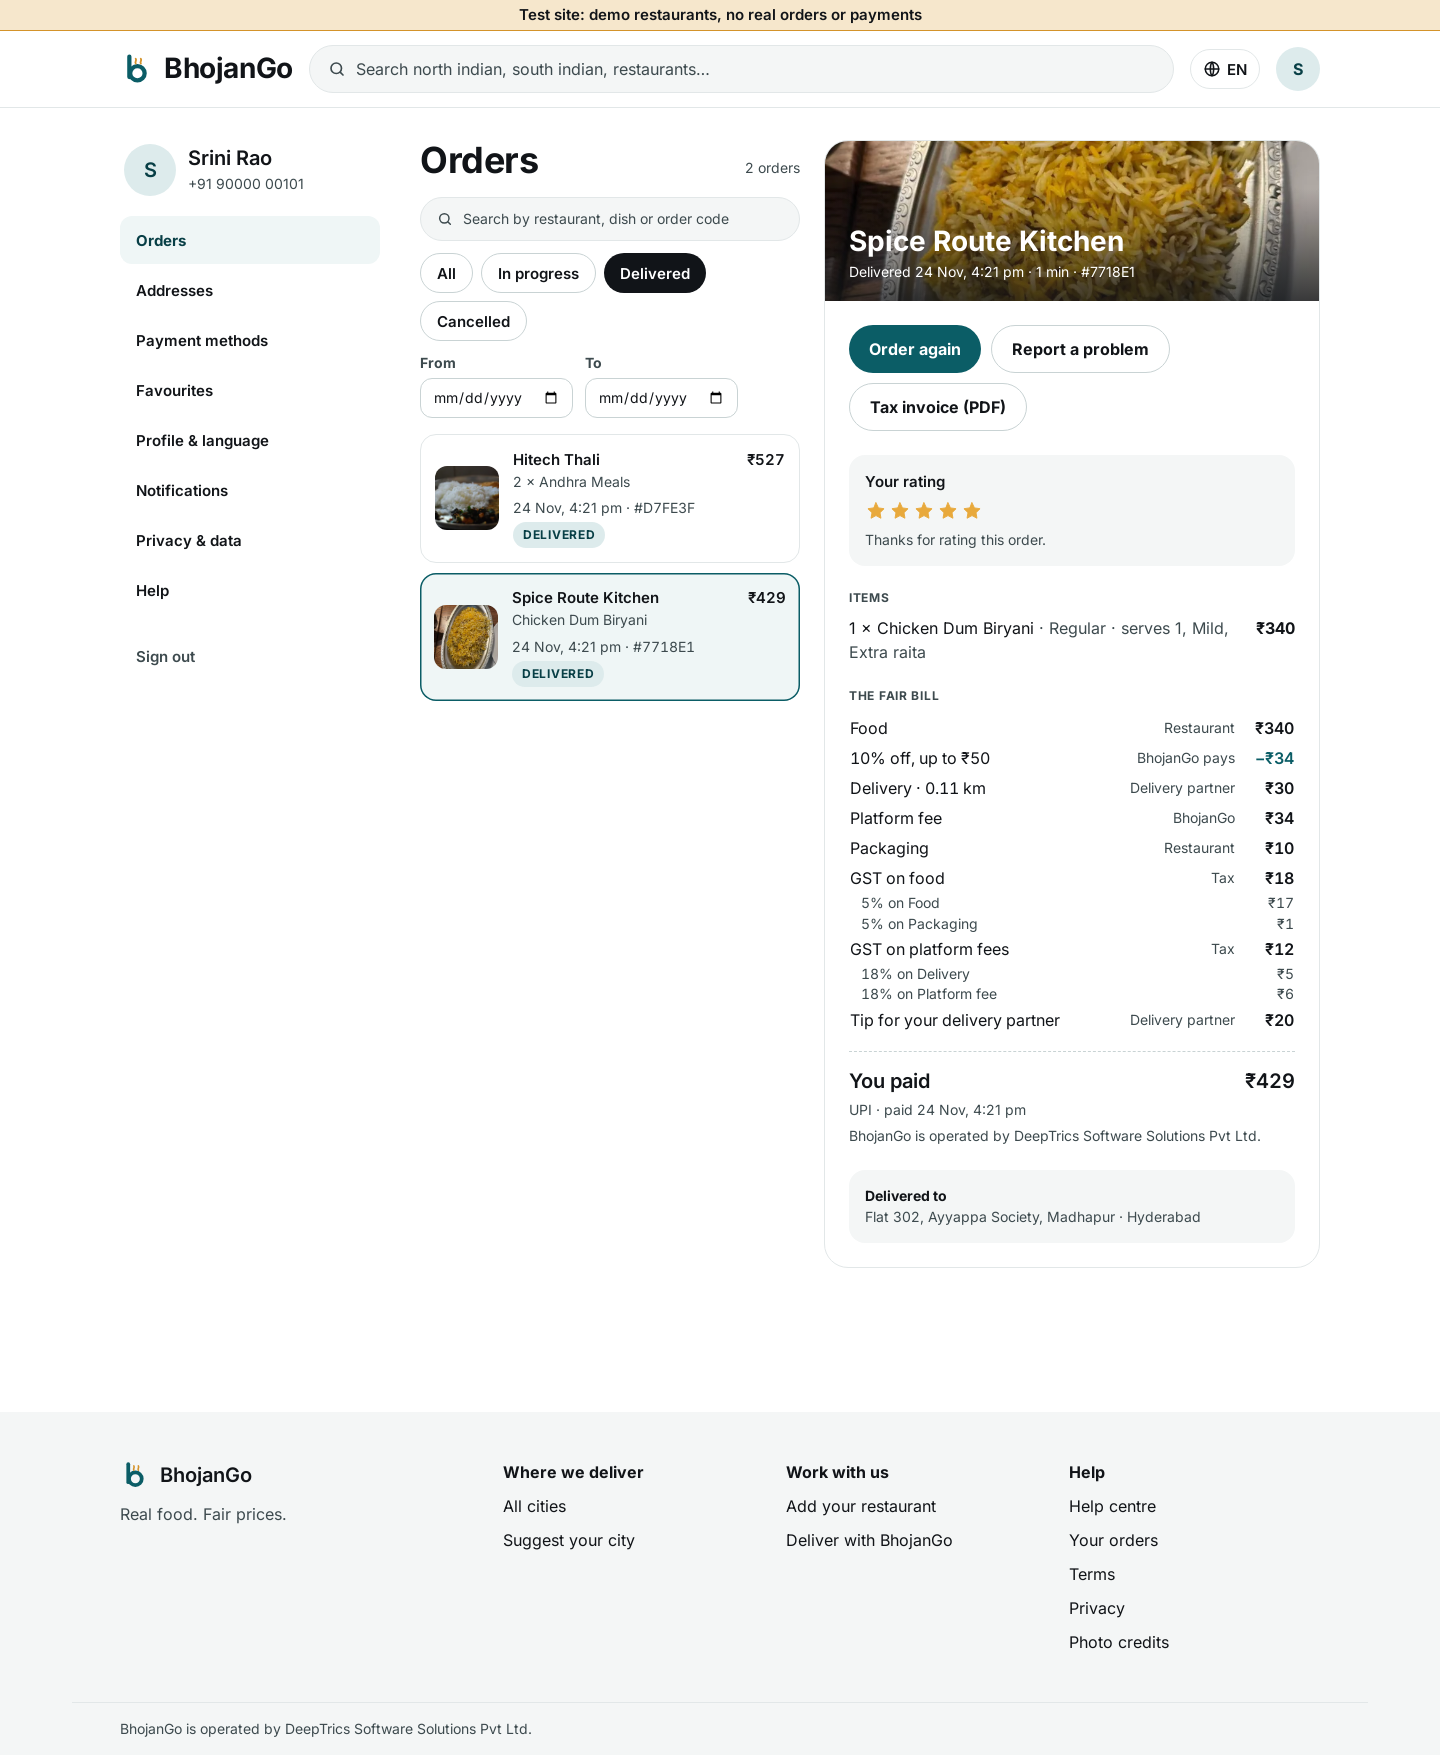 Test site: demo restaurants, no real orders or payments
BhojanGo
Search north indian, south indian, restaurants...
EN
S
S
Srini Rao
+91 90000 00101
Orders
Addresses
Payment methods
Favourites
Profile & language
Notifications
Privacy & data
Help
Sign out
Orders
2 orders
Search by restaurant, dish or order code
All
In progress
Delivered
Cancelled
From
To
mm/dd/yyyy
mm/dd/yyyy
Hitech Thali ₹527
2 × Andhra Meals
24 Nov, 4:21 pm · #D7FE3F
DELIVERED
Spice Route Kitchen ₹429
Chicken Dum Biryani
24 Nov, 4:21 pm · #7718E1
DELIVERED
Spice Route Kitchen
Delivered 24 Nov, 4:21 pm · 1 min · #7718E1
Order again
Report a problem
Tax invoice (PDF)
Your rating
Thanks for rating this order.
ITEMS
1 × Chicken Dum Biryani · Regular · serves 1, Mild, ₹340
Extra raita
THE FAIR BILL
Food Restaurant ₹340
10% off, up to ₹50 BhojanGo pays −₹34
Delivery · 0.11 km Delivery partner ₹30
Platform fee BhojanGo ₹34
Packaging Restaurant ₹10
GST on food Tax ₹18
5% on Food ₹17
5% on Packaging ₹1
GST on platform fees Tax ₹12
18% on Delivery ₹5
18% on Platform fee ₹6
Tip for your delivery partner Delivery partner ₹20
You paid ₹429
UPI · paid 24 Nov, 4:21 pm
BhojanGo is operated by DeepTrics Software Solutions Pvt Ltd.
Delivered to
Flat 302, Ayyappa Society, Madhapur · Hyderabad
BhojanGo
Real food. Fair prices.
Where we deliver
All cities
Suggest your city
Work with us
Add your restaurant
Deliver with BhojanGo
Help
Help centre
Your orders
Terms
Privacy
Photo credits
BhojanGo is operated by DeepTrics Software Solutions Pvt Ltd.